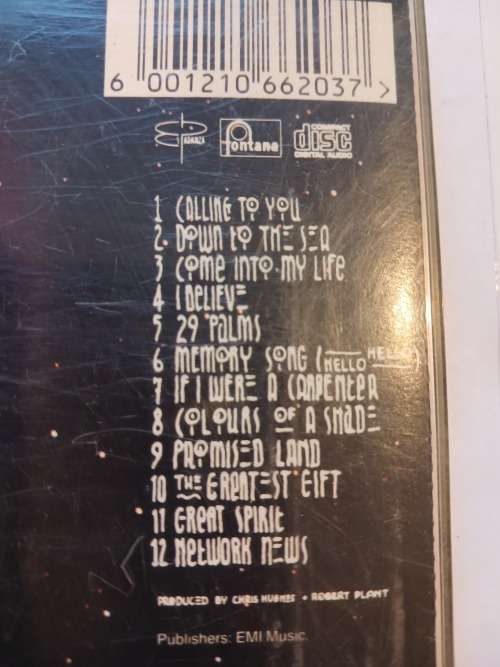 6 001210 662037 >
ES PARANZA
fontana
COMPACT
disc
DIGITAL AUDIO
1 CALLING TO YOU
2. DOWN TO THE SEA
3 COME INTO MY LIFE
4 I BELIEVE
5 29 PALMS
6 MEMORY SONG (HELLO HELLO)
7 IF I WERE A CARPENTER
8 COLOURS OF A SHADE
9 PROMISED LAND
10 THE GREATEST GIFT
11 GREAT SPIRIT
12 NETWORK NEWS
PRODUCED BY CHRIS HUGHES + ROBERT PLANT
Publishers: EMI Music.